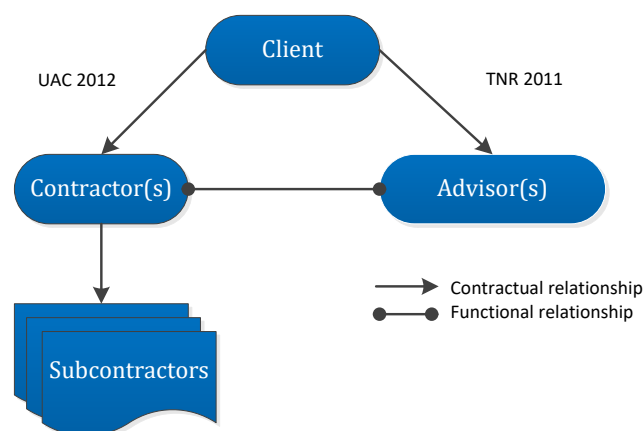 Client
UAC 2012
TNR 2011
Contractor(s)
Advisor(s)
Contractual relationship
Functional relationship
Subcontractors